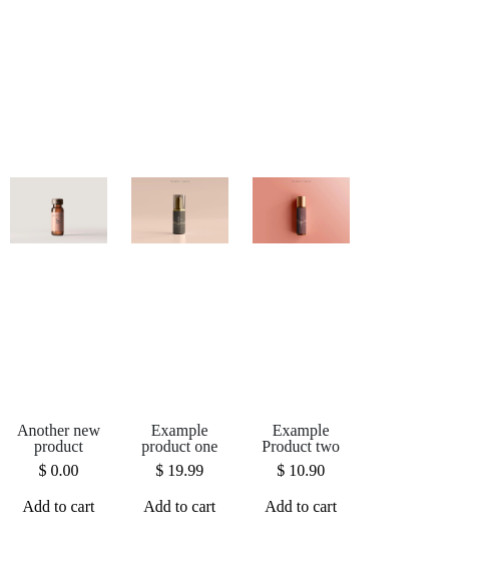 Another new
product
$ 0.00
Add to cart
Example
product one
$ 19.99
Add to cart
Example
Product two
$ 10.90
Add to cart